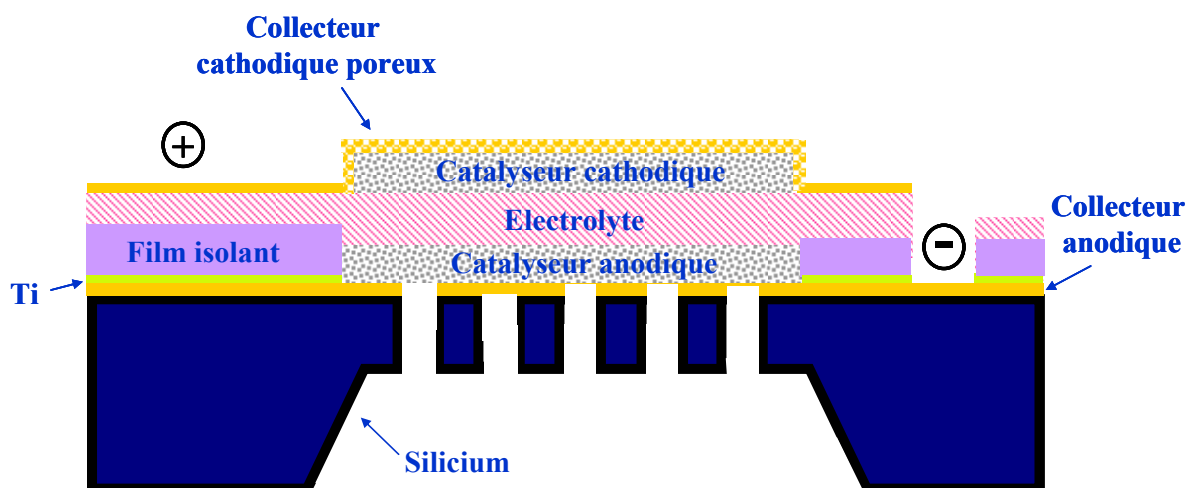 Collecteur
cathodique poreux
+
Catalyseur cathodique
Electrolyte
Collecteur
anodique
-
Film isolant
Catalyseur anodique
Ti
Silicium